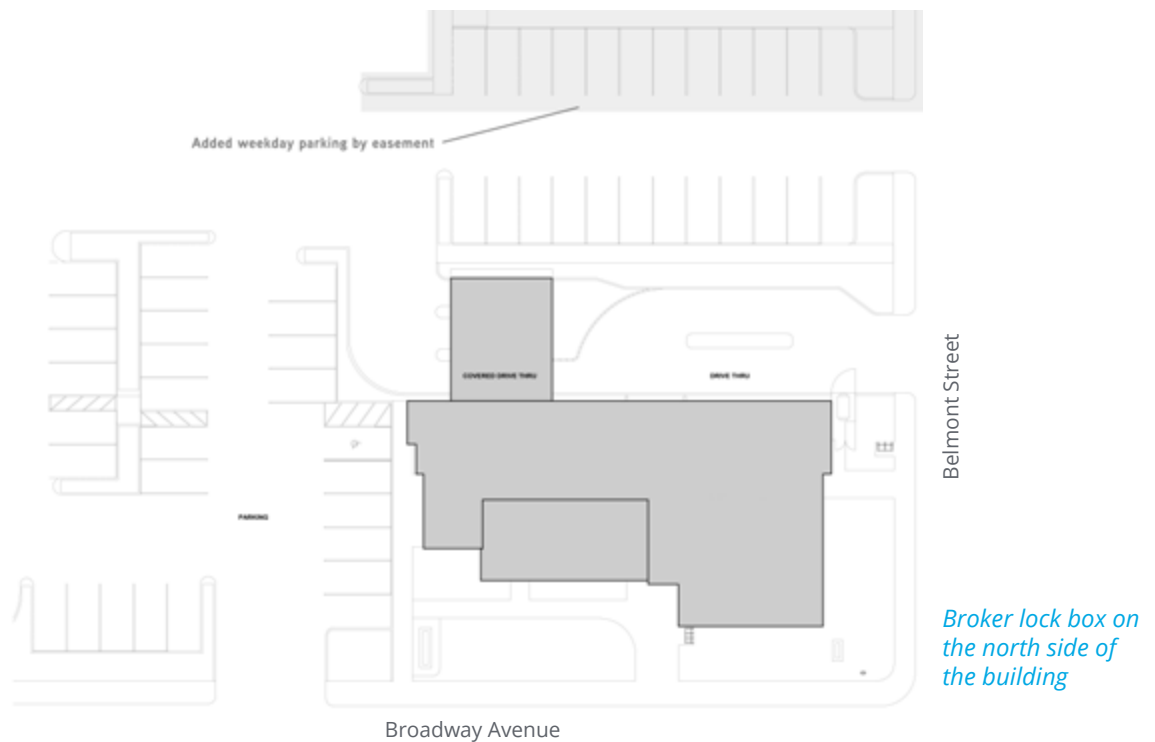 Added weekday parking by easement
COVERED DRIVE THRU
DRIVE THRU
Belmont Street
PARKING
Broker lock box on
the north side of
the building
Broadway Avenue